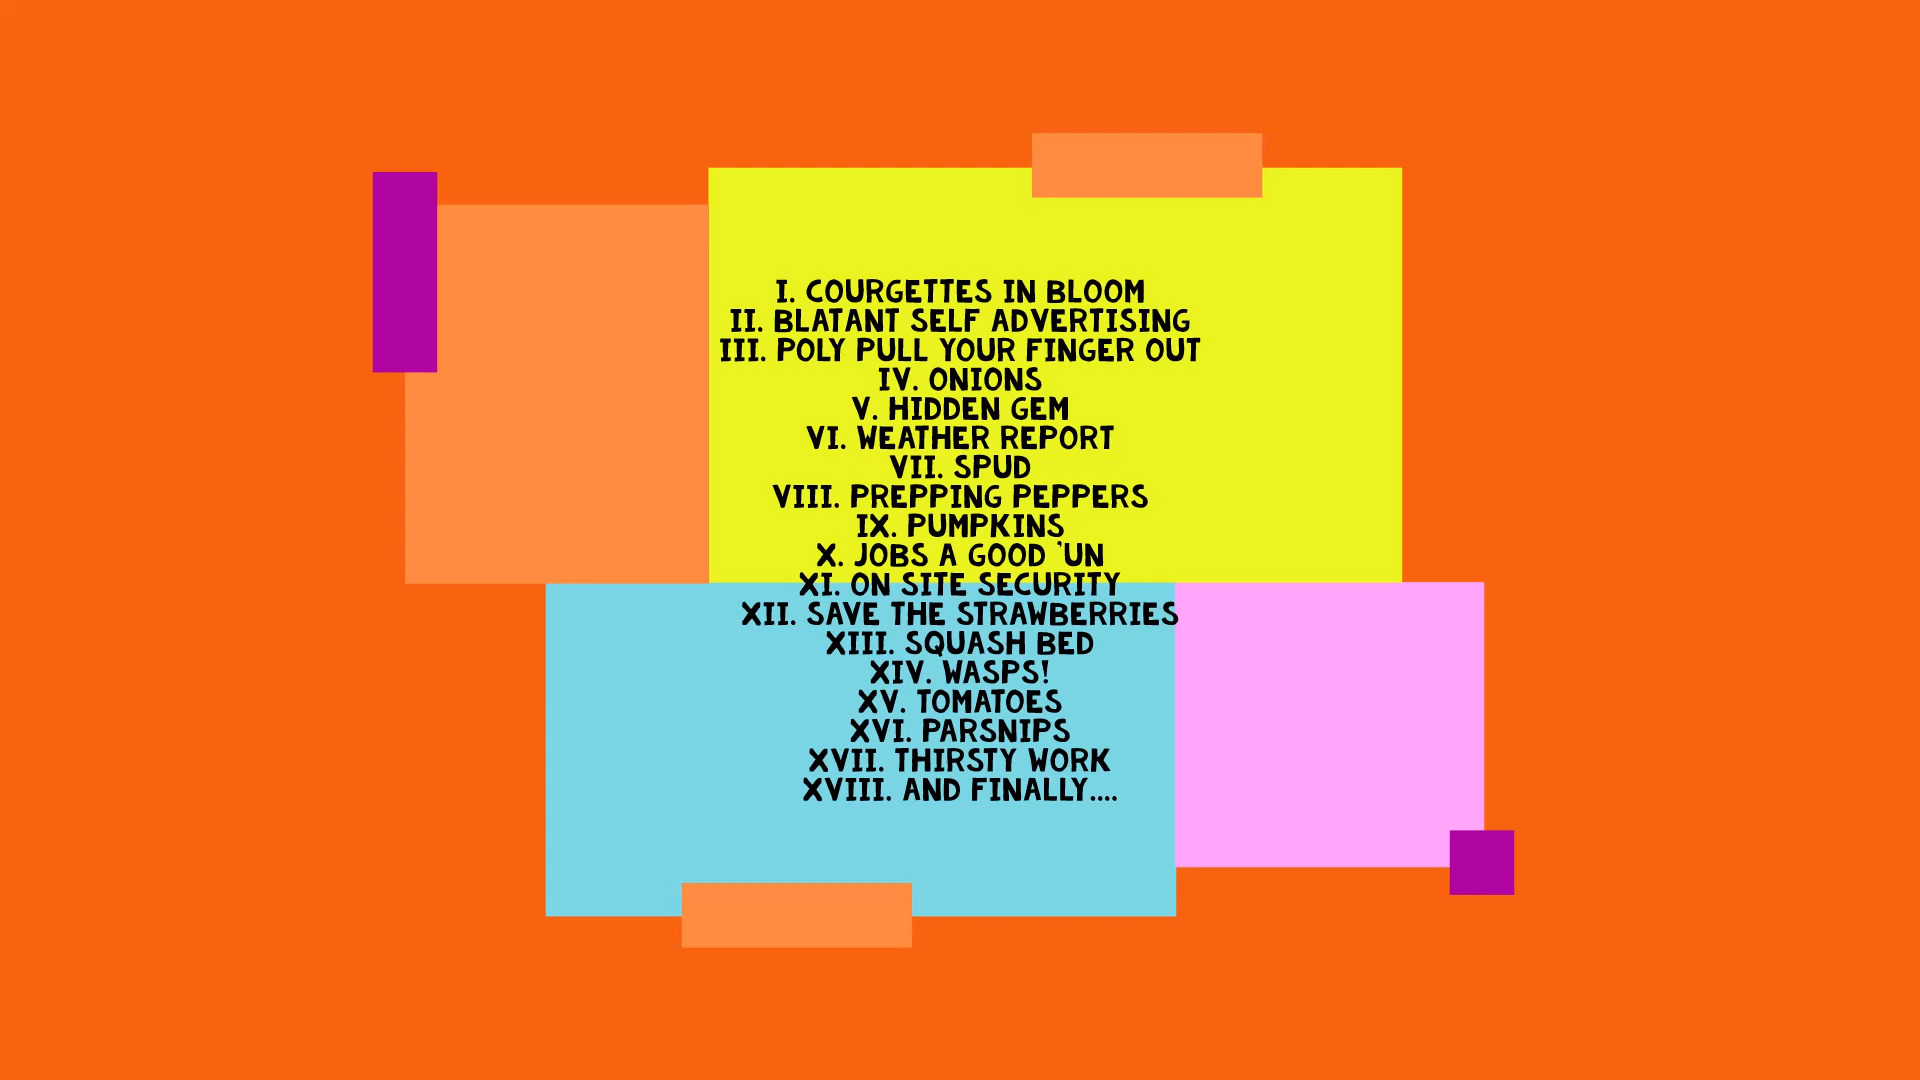 I. COURGETTES IN BLOOM
II. BLATANT SELF ADVERTISING
III. POLY PULL YOUR FINGER OUT
IV. ONIONS
V. HIDDEN GEM
VI. WEATHER REPORT
VII. SPUD
VIII. PREPPING PEPPERS
IX. PUMPKINS
X. JOBS A GOOD 'UN
XI. ON SITE SECURITY
XII. SAVE THE STRAWBERRIES
XIII. SQUASH BED
XIV. WASPS!
XV. TOMATOES
XVI. PARSNIPS
XVII. THIRSTY WORK
XVIII. AND FINALLY....